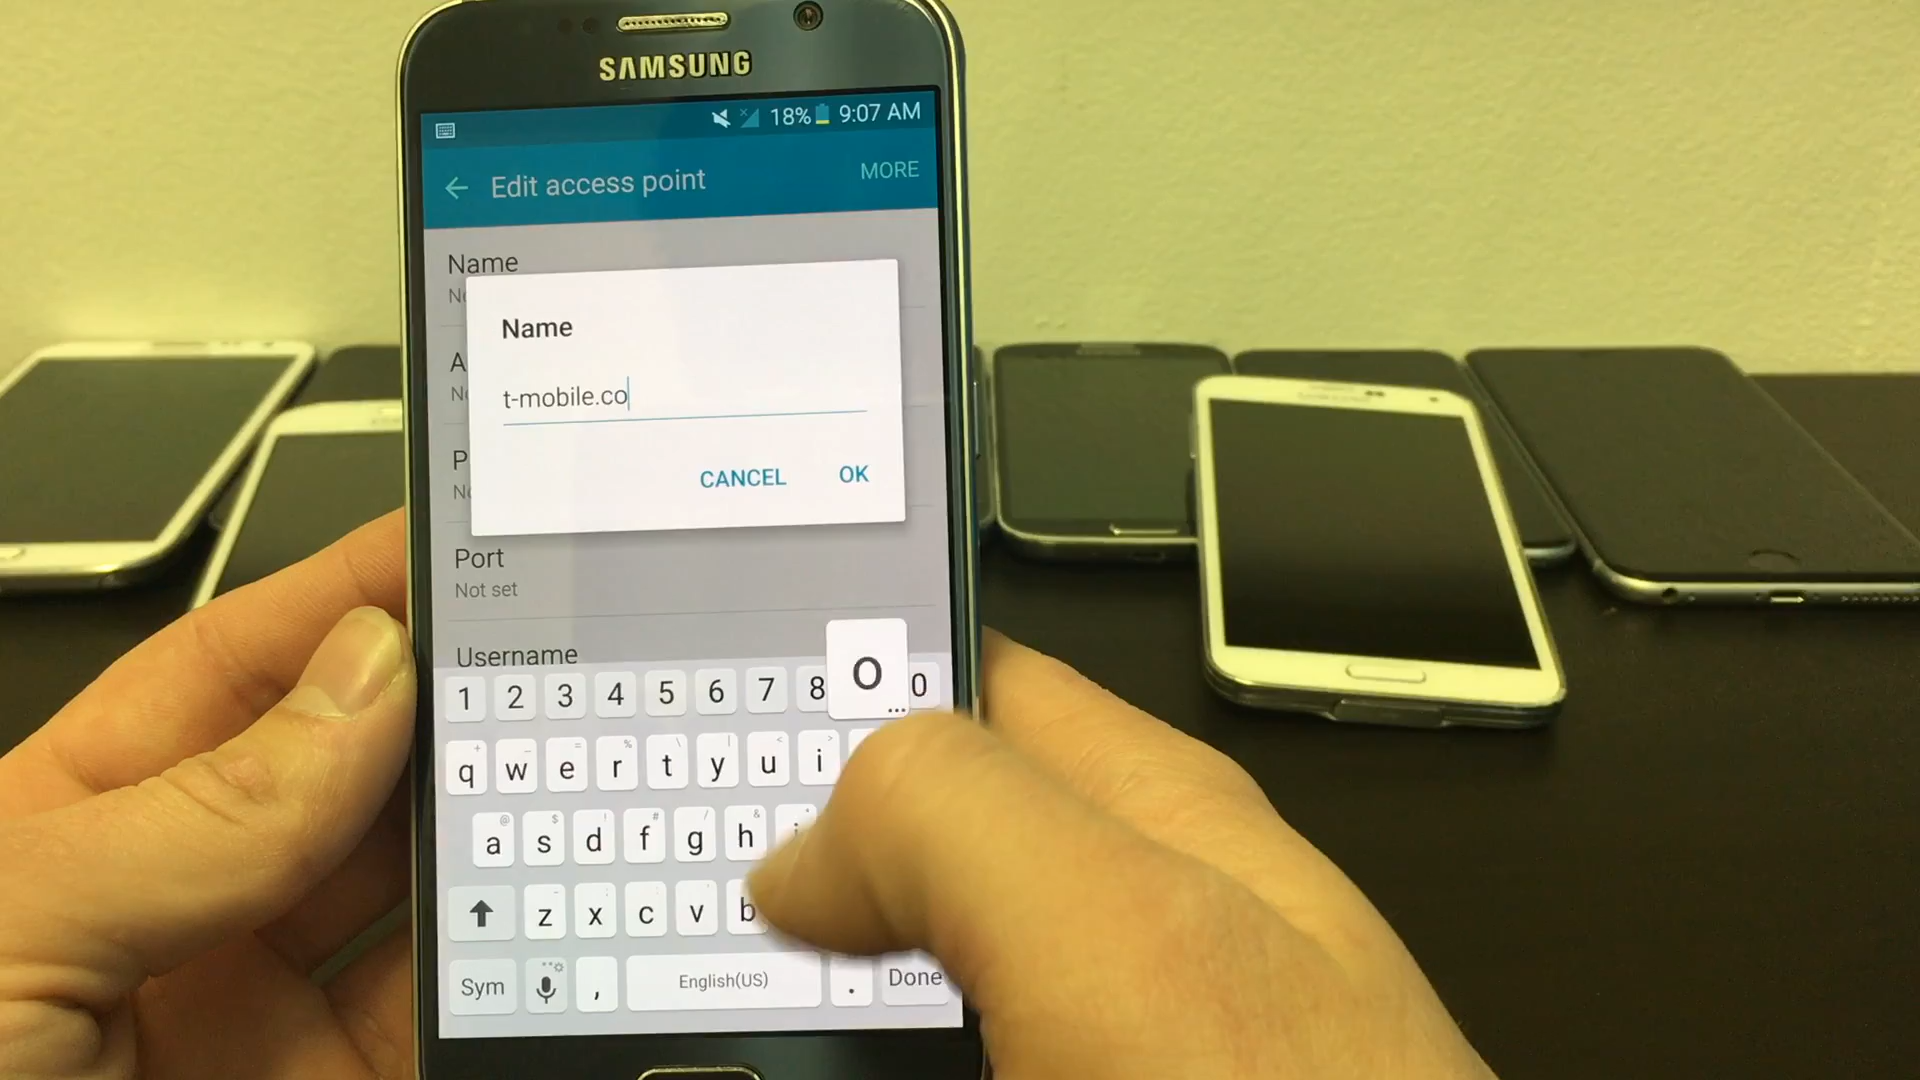 SAMSUNG
18% 9:07 AM
Edit access point MORE
Name
Name
t-mobile.co
CANCEL OK
Port
Not set
Username
o
...
1 2 3 4 5 6 7 8 0
q w e r t y u i
a s d f g h
z x c v b
Sym , English(US) . Done